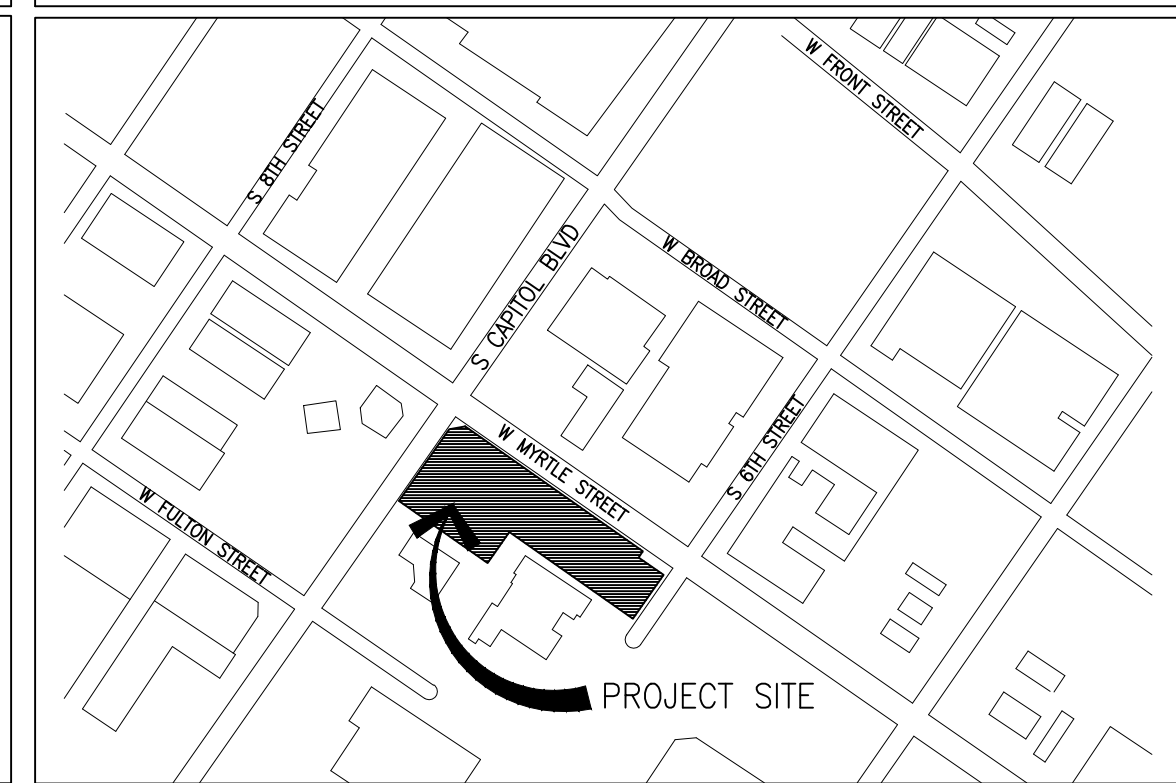 W FRONT STREET
S 8TH STREET
S CAPITOL BLVD
W BROAD STREET
W MYRTLE STREET
S 6TH STREET
W FULTON STREET
PROJECT SITE